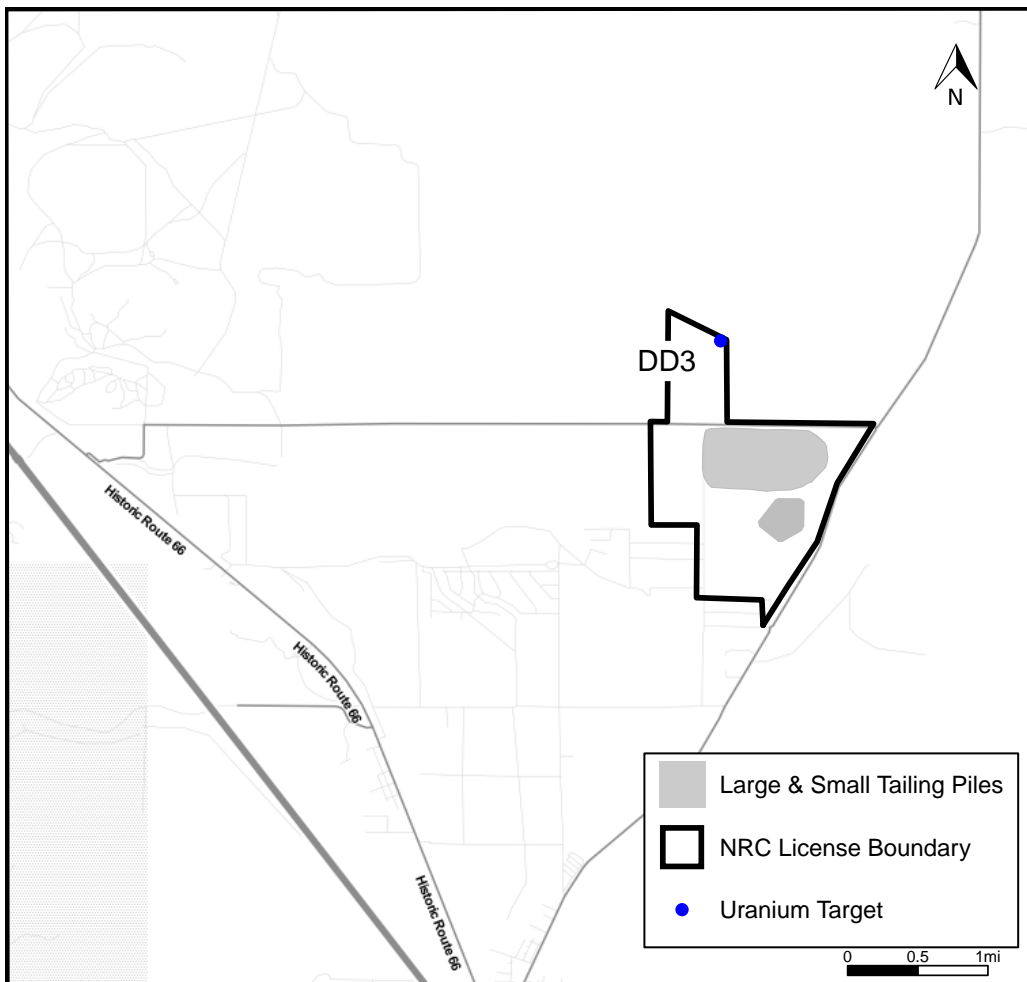 N
DD3
Historic Route 66
Historic Route 66
Historic Route 66
Large & Small Tailing Piles
NRC License Boundary
Uranium Target
0 0.5 1mi